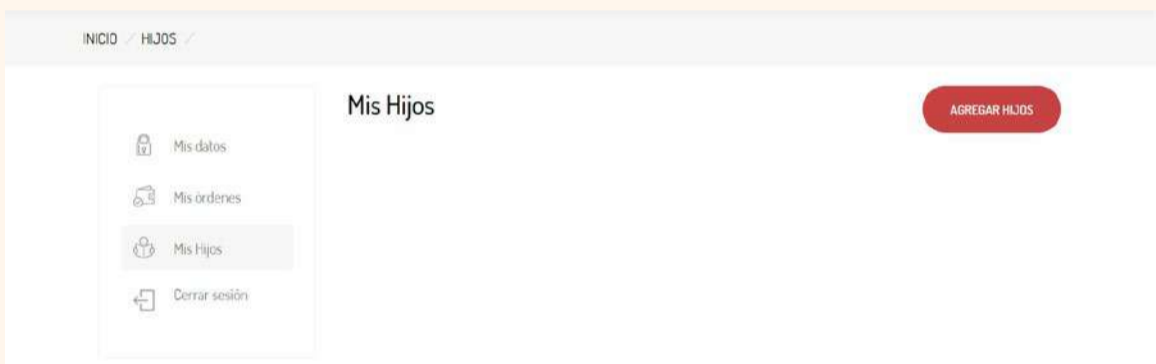 INICIO / HIJOS /
Mis Hijos
AGREGAR HIJOS
Mis datos
Mis órdenes
Mis Hijos
Cerrar sesión